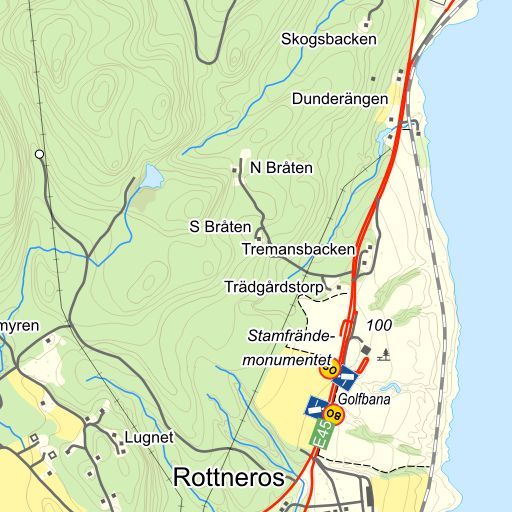 Skogsbacken
Dunderängen
N Bråten
S Bråten
Tremansbacken
Trädgårdstorp
myren
Stamfrände-
monumentet
100
80
Golfbana
E45
Lugnet
Rottneros